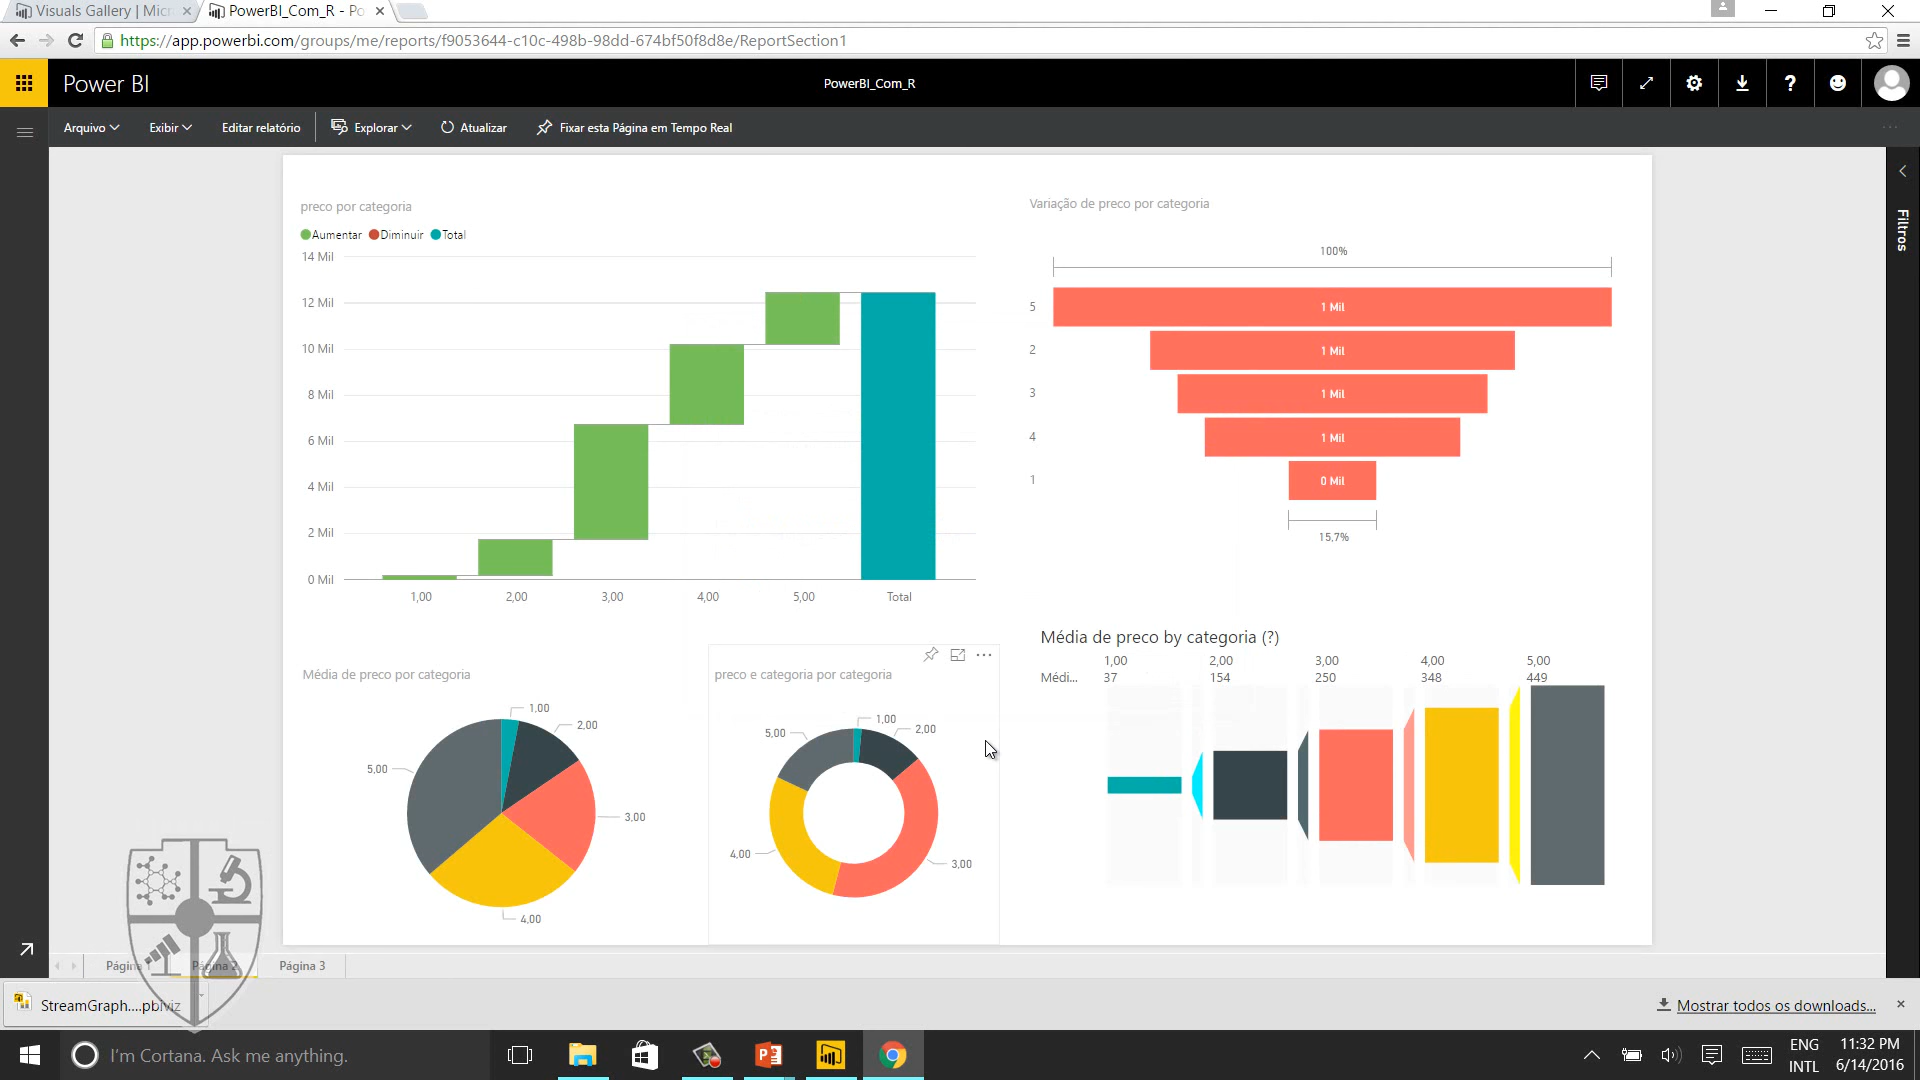 Visuals Gallery | Micr
PowerBI_Com_R - Po
https://app.powerbi.com/groups/me/reports/f9053644-c10c-498b-98dd-674bf50f8d8e/ReportSection1
Power BI
PowerBI_Com_R
?
Arquivo
Exibir
Editar relatório
Explorar
Atualizar
Fixar esta Página em Tempo Real
Filtros
preco por categoria
Aumentar Diminuir Total
14 Mil
12 Mil
10 Mil
8 Mil
6 Mil
4 Mil
2 Mil
0 Mil
1,00 2,00 3,00 4,00 5,00 Total
Variação de preco por categoria
100%
5 1 Mil
2 1 Mil
3 1 Mil
4 1 Mil
1 0 Mil
15,7%
Média de preco por categoria
1,00
2,00
5,00
3,00
4,00
preco e categoria por categoria
1,00
2,00
5,00
4,00
3,00
Média de preco by categoria (?)
1,00 2,00 3,00 4,00 5,00
Médi... 37 154 250 348 449
Página 1
Página 2
Página 3
StreamGraph....pbiviz
Mostrar todos os downloads...
I'm Cortana. Ask me anything.
ENG
INTL
11:32 PM
6/14/2016